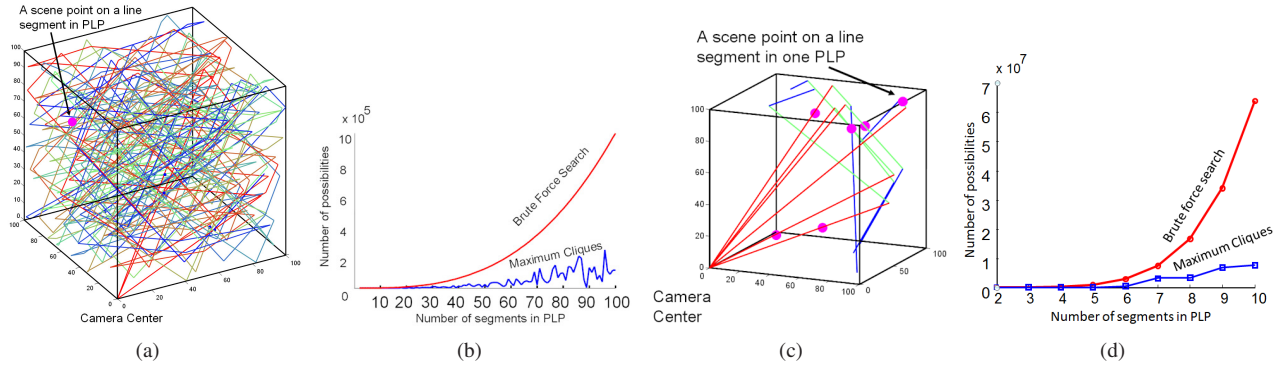 A scene point on a line
segment in PLP
100
90
80
70
60
50
40
30
20
10
0
100
80
60
40
20
0
0
100
Camera Center
(a)
x 10^5
10
8
6
4
2
0
Number of possibilities
Brute Force Search
Maximum Cliques
10 20 30 40 50 60 70 80 90 100
Number of segments in PLP
(b)
A scene point on a line
segment in one PLP
100
80
60
40
20
0
0 20 40 60 80 100
0
50
100
Camera
Center
(c)
x 10^7
7
6
5
4
3
2
1
0
Number of possibilities
Brute force search
Maximum Cliques
2 3 4 5 6 7 8 9 10
Number of segments in PLP
(d)